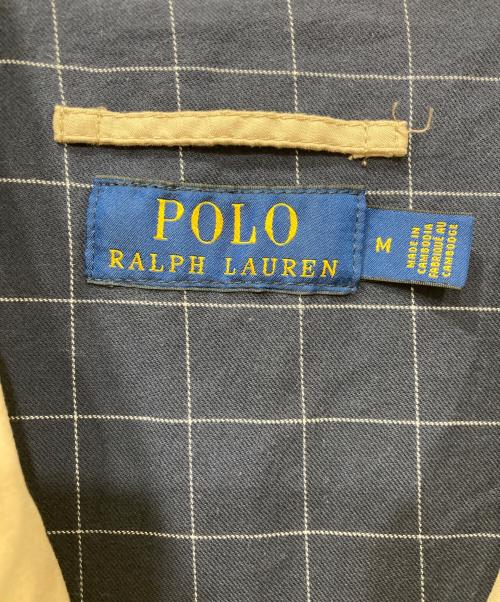 POLO
RALPH LAUREN
M
MADE IN
CAMBODIA
FABRIQUÉ AU
CAMBODGE